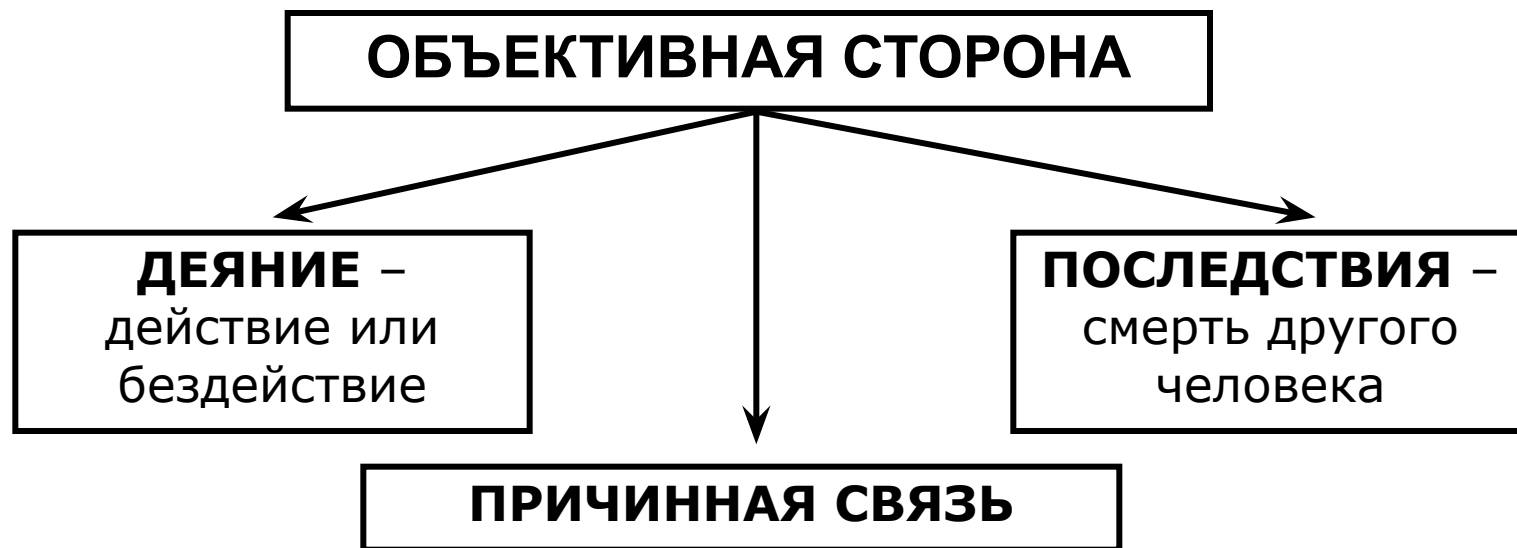 ОБЪЕКТИВНАЯ СТОРОНА
ДЕЯНИЕ –
действие или
бездействие
ПОСЛЕДСТВИЯ –
смерть другого
человека
ПРИЧИННАЯ СВЯЗЬ